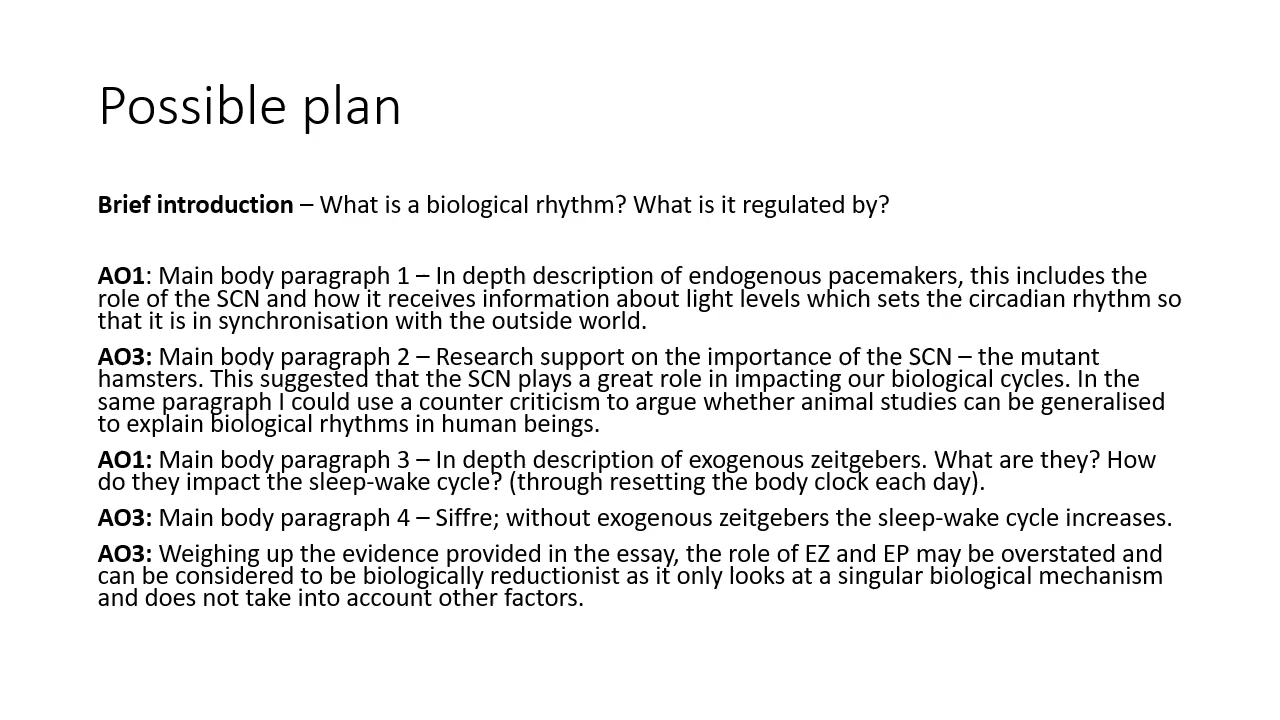 Possible plan
Brief introduction – What is a biological rhythm? What is it regulated by?
AO1: Main body paragraph 1 – In depth description of endogenous pacemakers, this includes the
role of the SCN and how it receives information about light levels which sets the circadian rhythm so
that it is in synchronisation with the outside world.
AO3: Main body paragraph 2 – Research support on the importance of the SCN – the mutant
hamsters. This suggested that the SCN plays a great role in impacting our biological cycles. In the
same paragraph I could use a counter criticism to argue whether animal studies can be generalised
to explain biological rhythms in human beings.
AO1: Main body paragraph 3 – In depth description of exogenous zeitgebers. What are they? How
do they impact the sleep-wake cycle? (through resetting the body clock each day).
AO3: Main body paragraph 4 – Siffre; without exogenous zeitgebers the sleep-wake cycle increases.
AO3: Weighing up the evidence provided in the essay, the role of EZ and EP may be overstated and
can be considered to be biologically reductionist as it only looks at a singular biological mechanism
and does not take into account other factors.